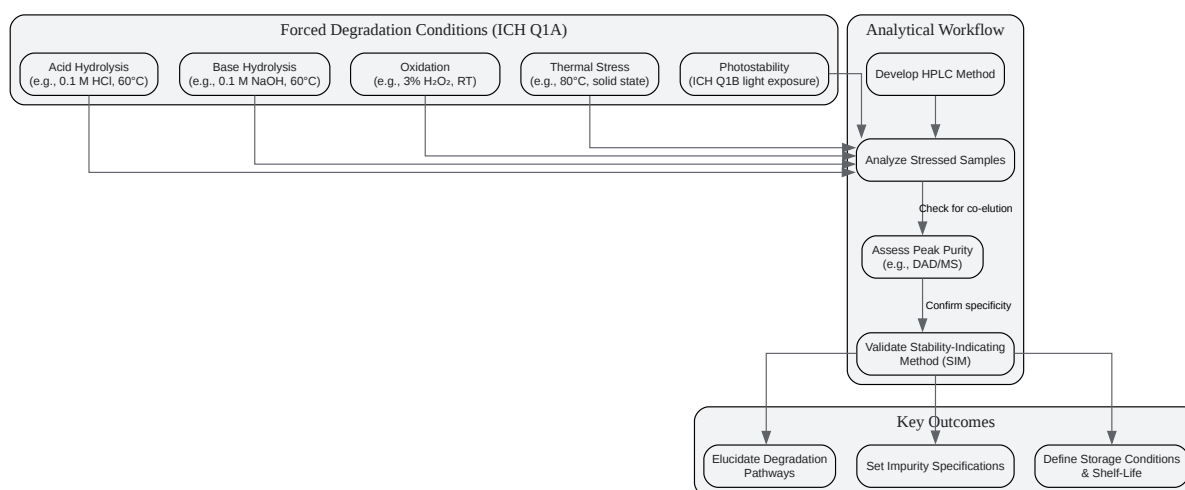 Forced Degradation Conditions (ICH Q1A)
Acid Hydrolysis
(e.g., 0.1 M HCl, 60°C)
Base Hydrolysis
(e.g., 0.1 M NaOH, 60°C)
Oxidation
(e.g., 3% H₂O₂, RT)
Thermal Stress
(e.g., 80°C, solid state)
Photostability
(ICH Q1B light exposure)
Analytical Workflow
Develop HPLC Method
Analyze Stressed Samples
Check for co-elution
Assess Peak Purity
(e.g., DAD/MS)
Confirm specificity
Validate Stability-Indicating
Method (SIM)
Key Outcomes
Elucidate Degradation
Pathways
Set Impurity Specifications
Define Storage Conditions
& Shelf-Life